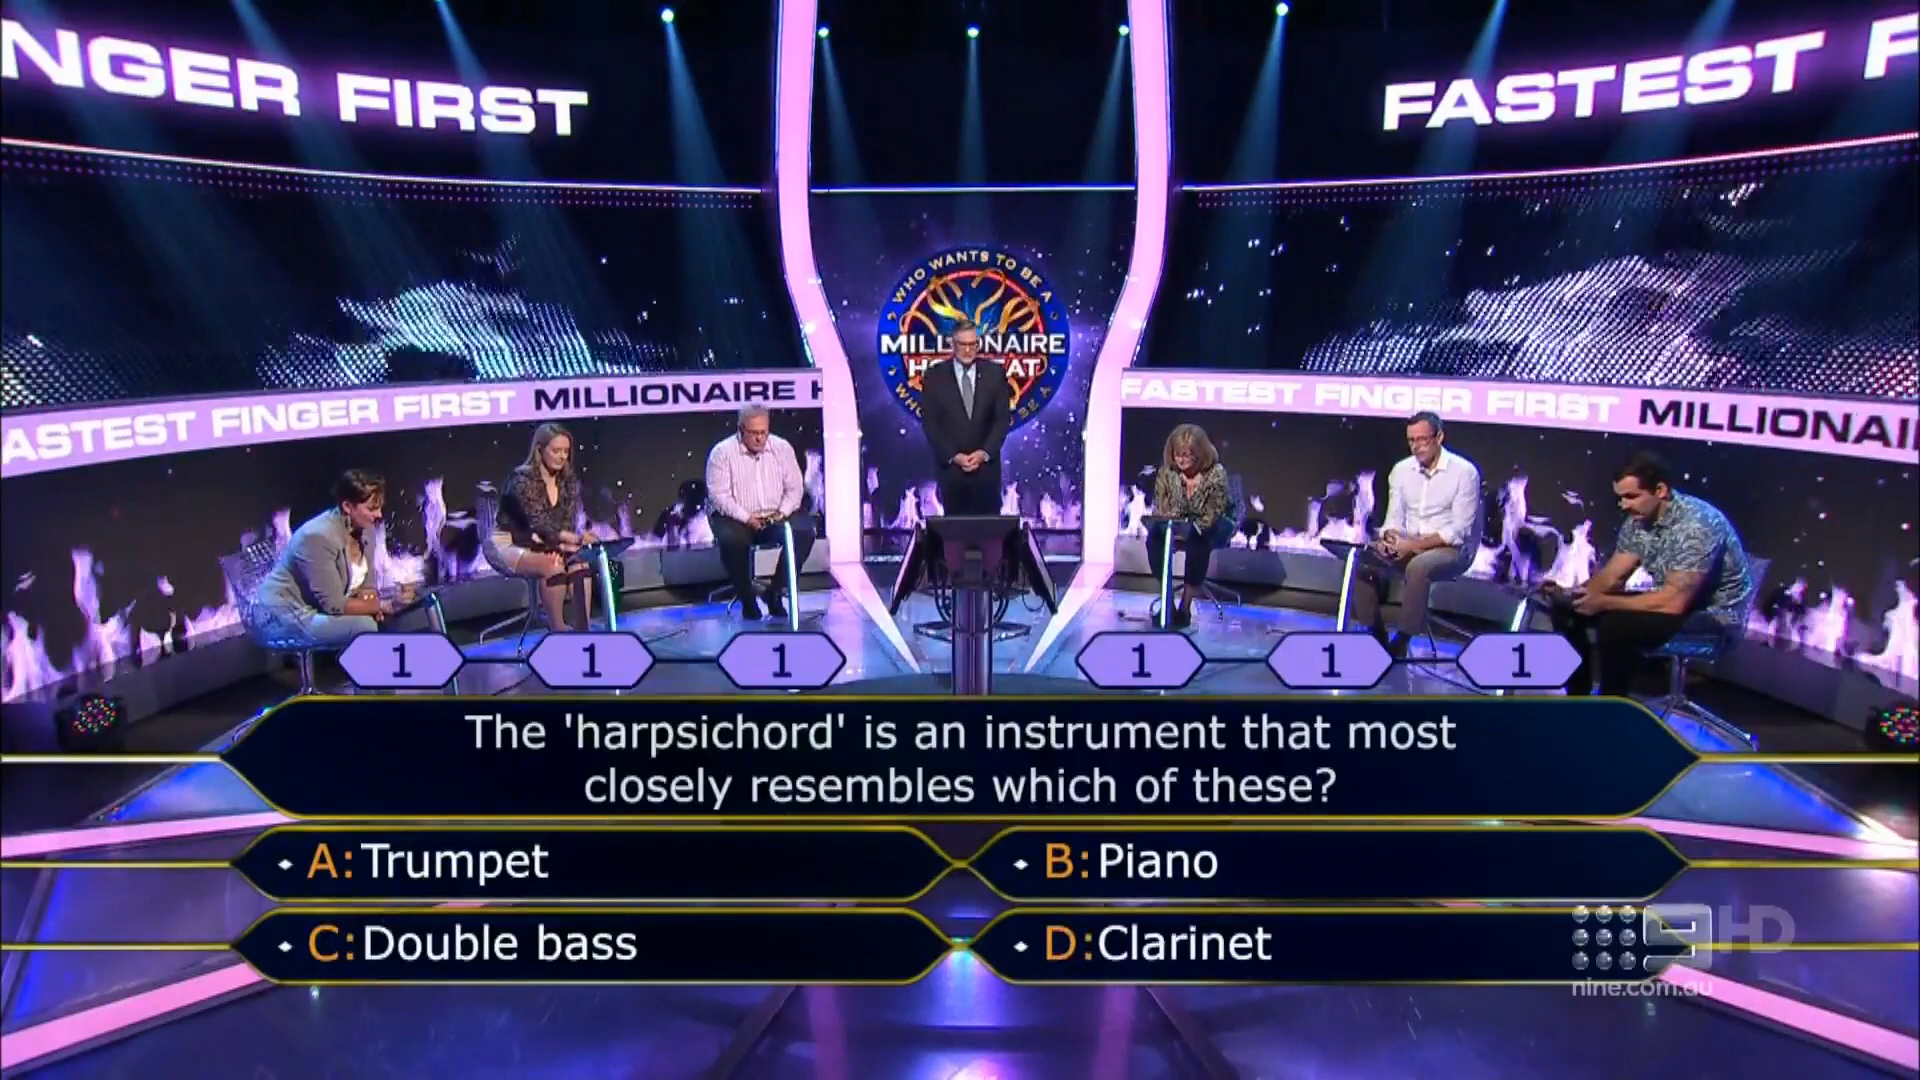 NGER FIRST
FASTEST F
WHO WANTS TO BE A
MILLIONAIRE
ASTEST FINGER FIRST MILLIONAIRE H
FASTEST FINGER FIRST MILLIONAI
1
1
1
1
1
1
The 'harpsichord' is an instrument that most
closely resembles which of these?
A: Trumpet
B: Piano
C: Double bass
D: Clarinet
9HD
nine.com.au